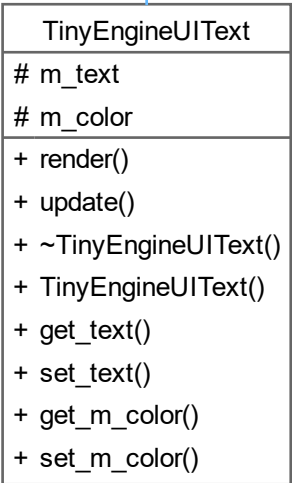 TinyEngineUIText
# m_text
# m_color
+ render()
+ update()
+ ~TinyEngineUIText()
+ TinyEngineUIText()
+ get_text()
+ set_text()
+ get_m_color()
+ set_m_color()